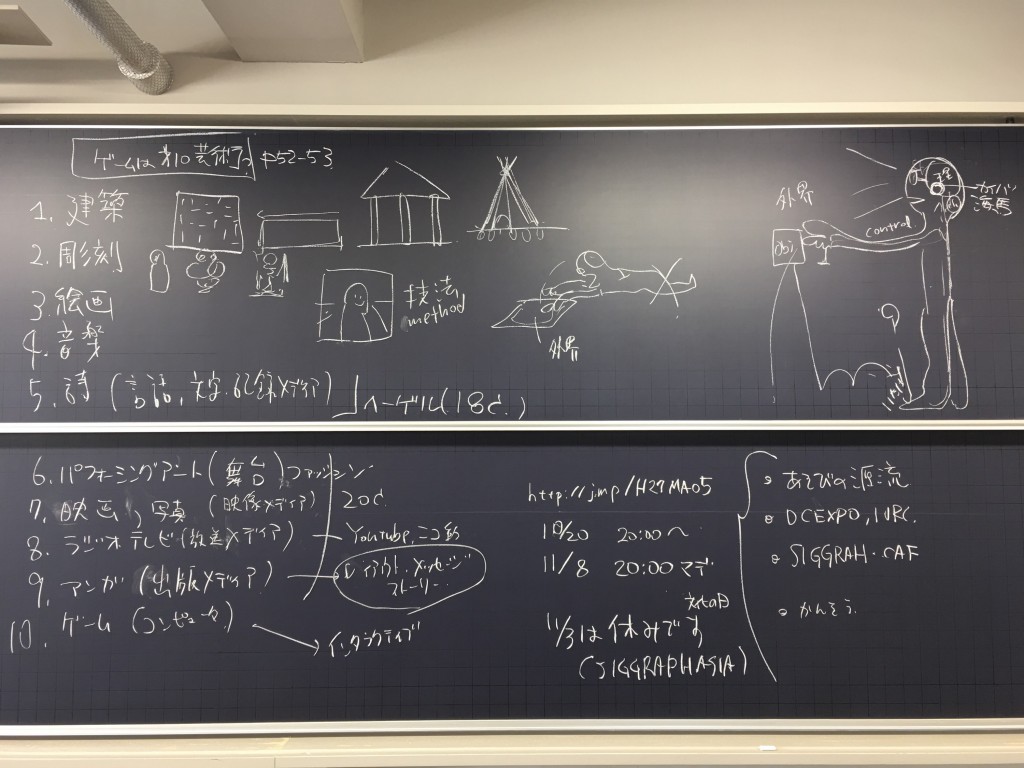 ゲームは第10芸術? P52-53
1. 建築
2. 彫刻
3. 絵画
4. 音楽
5. 詩 (言語, 文字・記録メディア) ヘーゲル(18c.)
技法
method
外界
外界
obj
control
カイバ
海馬
6. パフォーミングアート(舞台) ファッション
7. 映画, 写真 (映像メディア) 20c
8. ラジオテレビ(放送メディア) Youtube, ニコ動
9. マンガ (出版メディア) レイアウト・メッセージ
ストーリー...
10. ゲーム (コンピュータ) インタラクティブ
http://j.mp/H27MA05
10/20 20:00〜
11/8 20:00マデ
文化の日
11/3は休みです
(SIGGRAPHASIA)
・あそびの源流
・DCEXPO, IVRC.
・SIGGRAH・CAF
・かんそう.